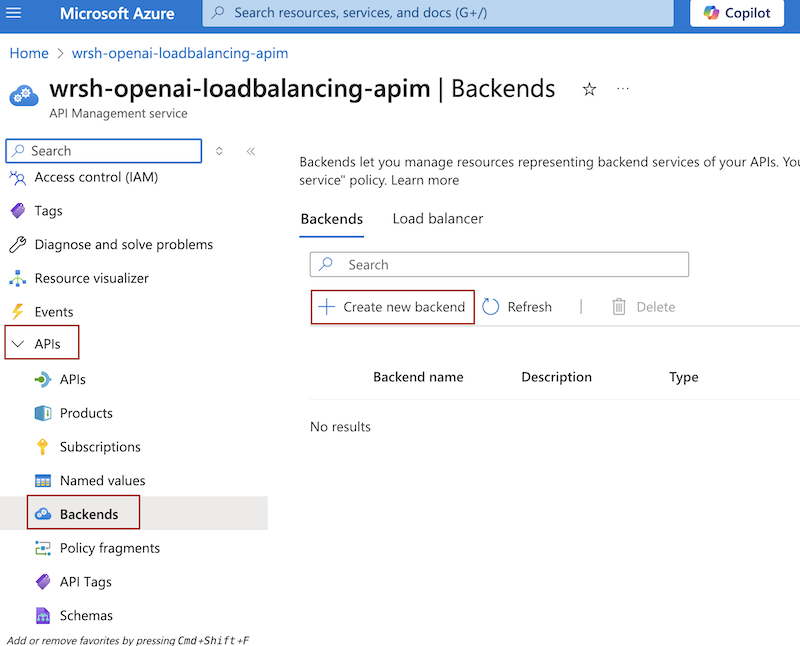 Microsoft Azure
Search resources, services, and docs (G+/)
Copilot
Home > wrsh-openai-loadbalancing-apim
wrsh-openai-loadbalancing-apim | Backends
API Management service
Search
Access control (IAM)
Tags
Diagnose and solve problems
Resource visualizer
Events
APIs
APIs
Products
Subscriptions
Named values
Backends
Policy fragments
API Tags
Schemas
Add or remove favorites by pressing Cmd+Shift+F
Backends let you manage resources representing backend services of your APIs. You
service" policy. Learn more
Backends Load balancer
Search
Create new backend Refresh | Delete
Backend name Description Type
No results